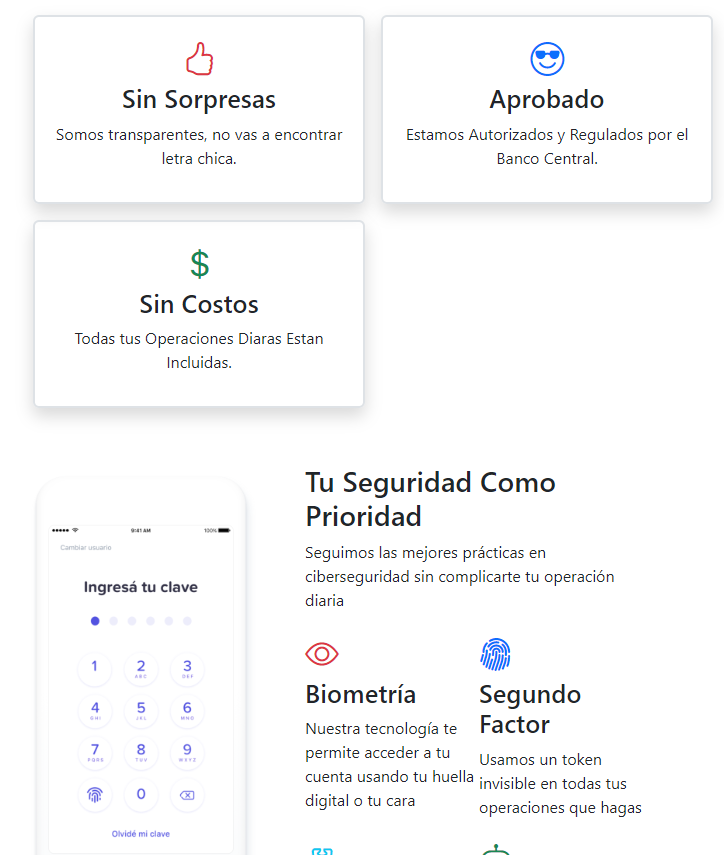 Sin Sorpresas
Somos transparentes, no vas a encontrar
letra chica.
Aprobado
Estamos Autorizados y Regulados por el
Banco Central.
$
Sin Costos
Todas tus Operaciones Diaras Estan
Incluidas.
9:41 AM
100%
Cambiar usuario
Ingresá tu clave
1
2
ABC
3
DEF
4
GHI
5
JKL
6
MNO
7
PQRS
8
TUV
9
WXYZ
0
Olvidé mi clave
Tu Seguridad Como
Prioridad
Seguimos las mejores prácticas en
ciberseguridad sin complicarte tu operación
diaria
Biometría
Nuestra tecnología te
permite acceder a tu
cuenta usando tu huella
digital o tu cara
Segundo
Factor
Usamos un token
invisible en todas tus
operaciones que hagas